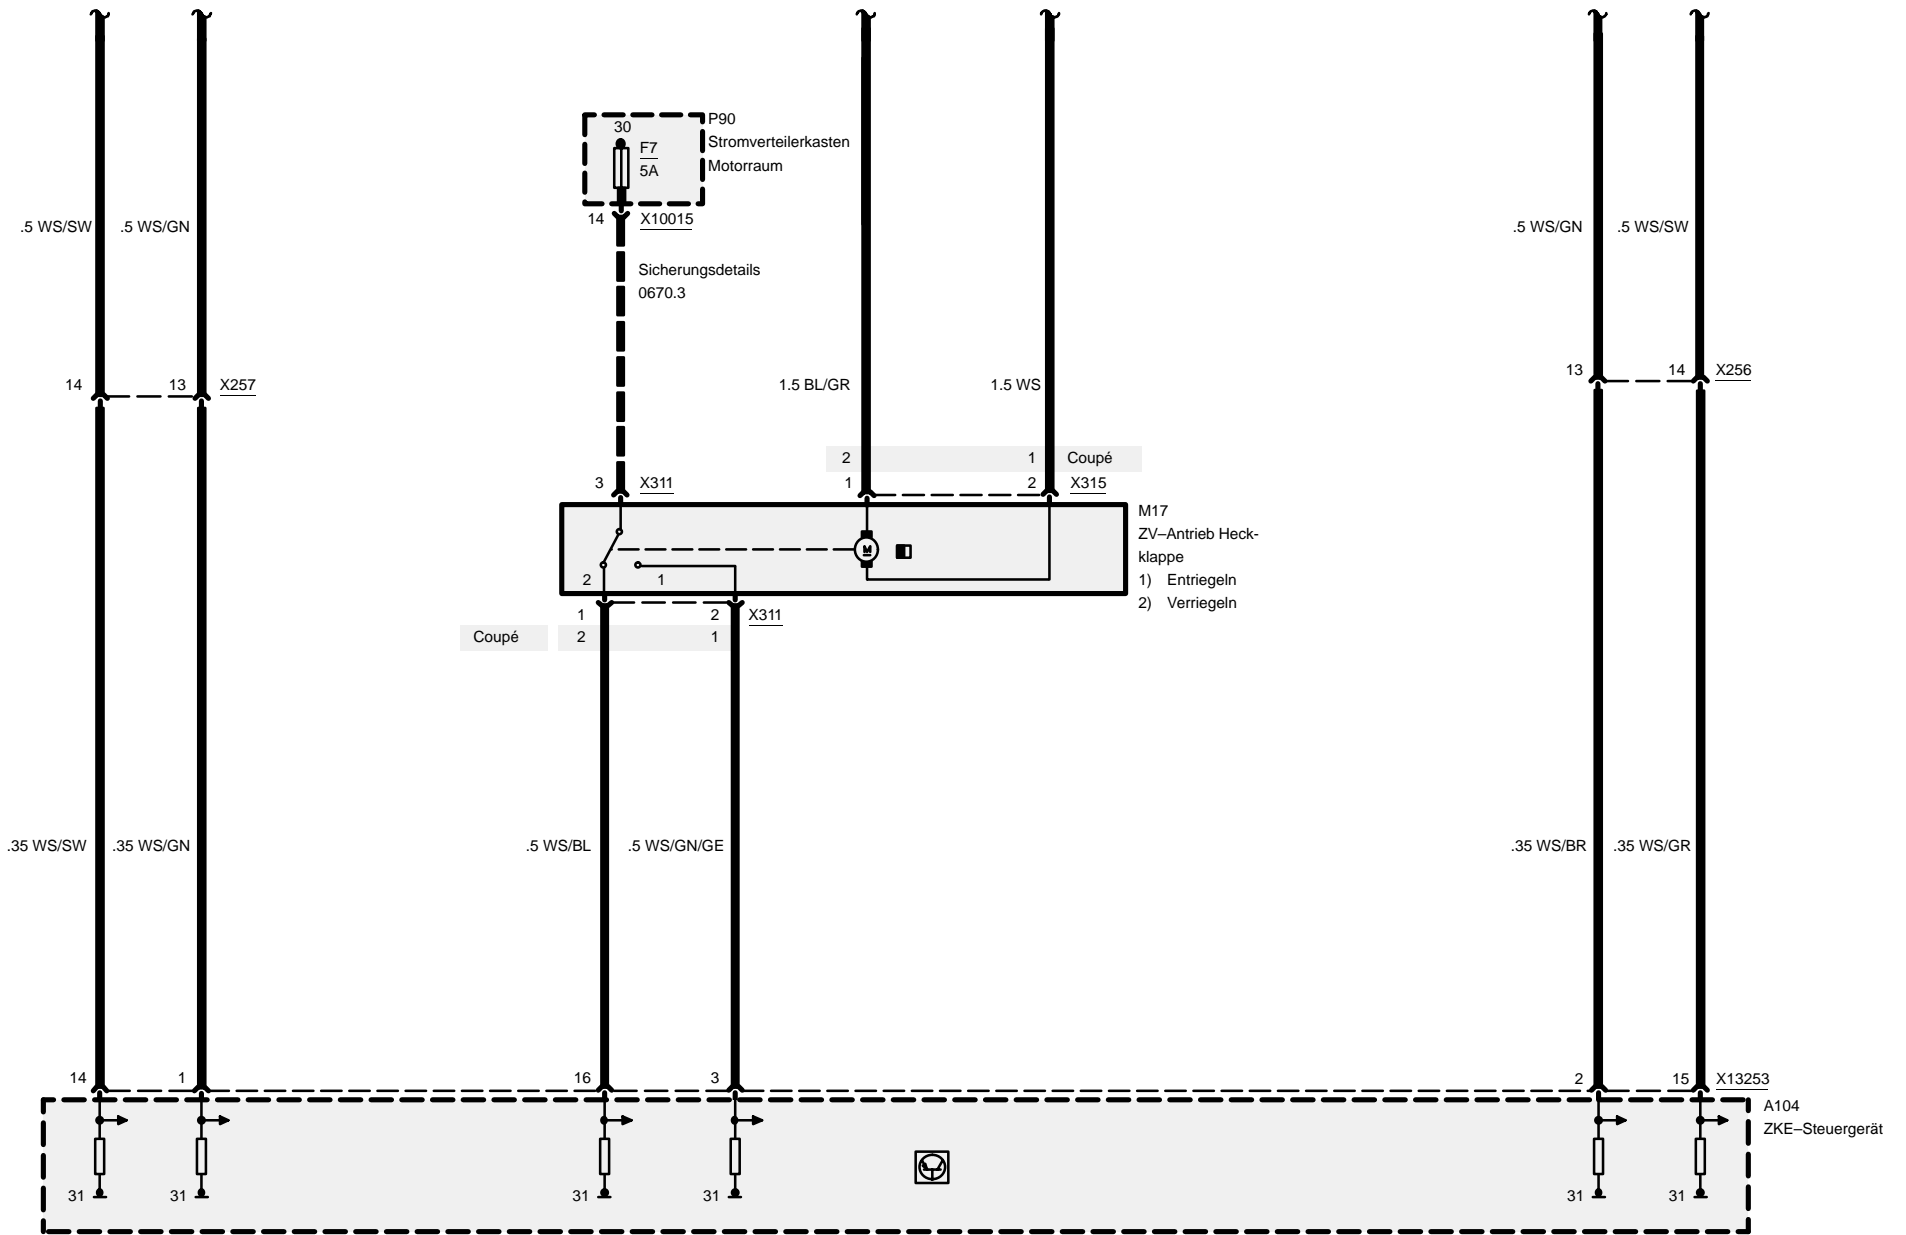 P90
30
Stromverteilerkasten
F7
Motorraum
5A
14 X10015
.5 WS/SW .5 WS/GN .5 WS/GN .5 WS/SW
Sicherungsdetails
0670.3
13 14 X256
14 13 X257 1.5 BL/GR 1.5 WS
2 1 Coupé
3 X311 1 2 X315
M17
ZV–Antrieb Heck-
klappe
M
2 1
1) Entriegeln
2) Verriegeln
1 2 X311
Coupé 2 1
.35 WS/SW .35 WS/GN .5 WS/BL .5 WS/GN/GE .35 WS/BR .35 WS/GR
14 1 16 3 2 15 X13253
A104
ZKE–Steuergerät
31 31 31 31 31 31